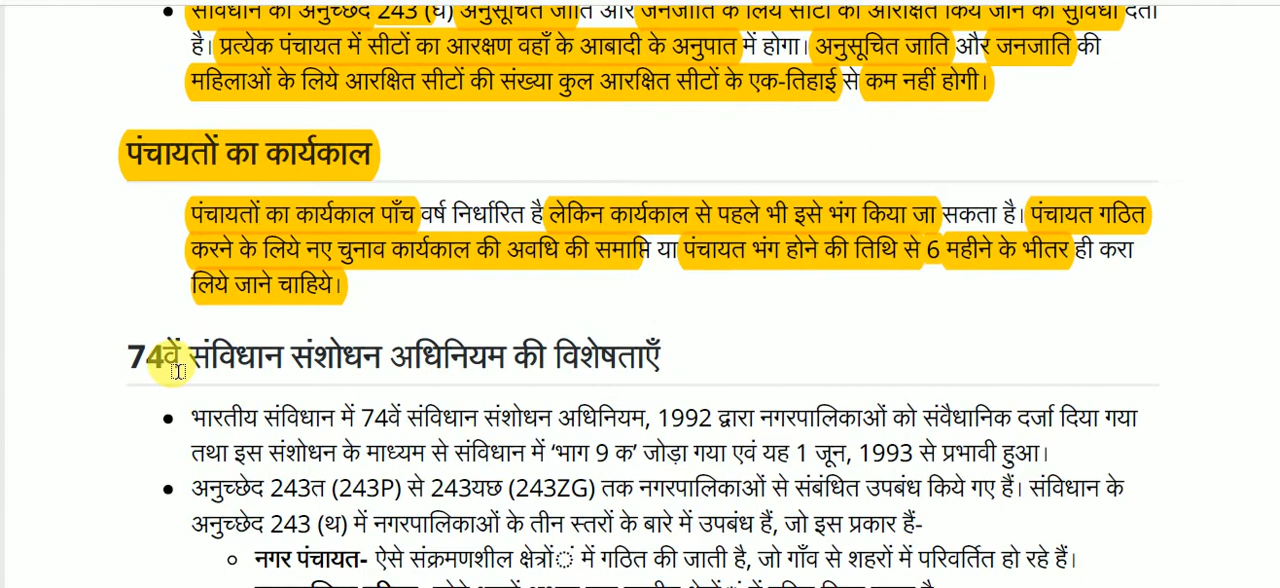 संविधान का अनुच्छेद 243 (घ) अनुसूचित जाति और जनजाति के लिये सीटों को आरक्षित किये जाने की सुविधा देता
है। प्रत्येक पंचायत में सीटों का आरक्षण वहाँ के आबादी के अनुपात में होगा। अनुसूचित जाति और जनजाति की
महिलाओं के लिये आरक्षित सीटों की संख्या कुल आरक्षित सीटों के एक-तिहाई से कम नहीं होगी।
पंचायतों का कार्यकाल
पंचायतों का कार्यकाल पाँच वर्ष निर्धारित है लेकिन कार्यकाल से पहले भी इसे भंग किया जा सकता है। पंचायत गठित
करने के लिये नए चुनाव कार्यकाल की अवधि की समाप्ति या पंचायत भंग होने की तिथि से 6 महीने के भीतर ही करा
लिये जाने चाहिये।
74वें संविधान संशोधन अधिनियम की विशेषताएँ
भारतीय संविधान में 74वें संविधान संशोधन अधिनियम, 1992 द्वारा नगरपालिकाओं को संवैधानिक दर्जा दिया गया
तथा इस संशोधन के माध्यम से संविधान में ‘भाग 9 क’ जोड़ा गया एवं यह 1 जून, 1993 से प्रभावी हुआ।
अनुच्छेद 243त (243P) से 243यछ (243ZG) तक नगरपालिकाओं से संबंधित उपबंध किये गए हैं। संविधान के
अनुच्छेद 243 (थ) में नगरपालिकाओं के तीन स्तरों के बारे में उपबंध हैं, जो इस प्रकार हैं-
नगर पंचायत- ऐसे संक्रमणशील क्षेत्रोंं में गठित की जाती है, जो गाँव से शहरों में परिवर्तित हो रहे हैं।